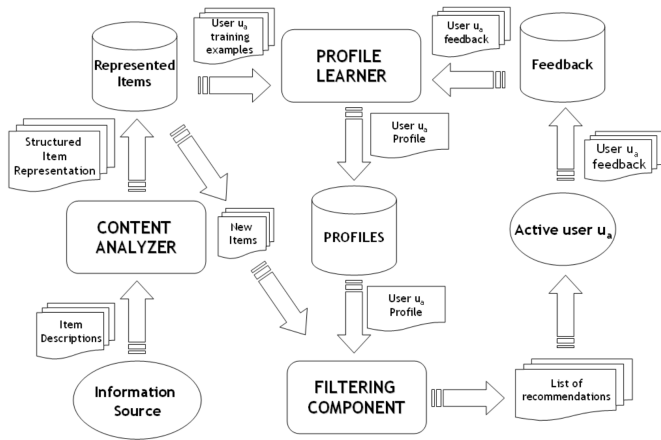 User uₐ
training
examples
PROFILE
LEARNER
User uₐ
feedback
Represented
Items
Feedback
Structured
Item
Representation
User uₐ
Profile
User uₐ
feedback
CONTENT
ANALYZER
New
Items
PROFILES
Active user uₐ
Item
Descriptions
User uₐ
Profile
Information
Source
FILTERING
COMPONENT
List of
recommendations